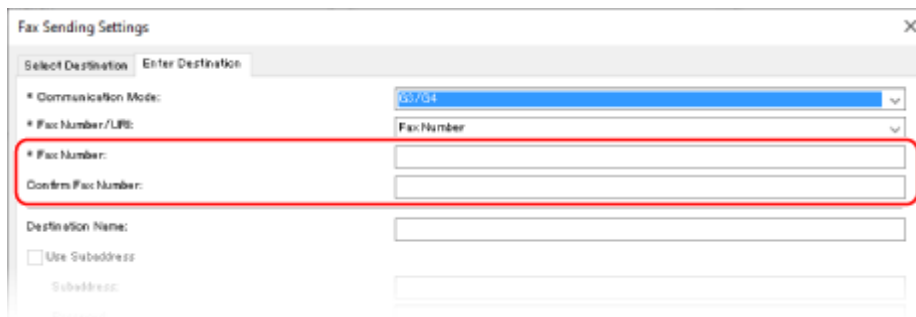 Fax Sending Settings
Select Destination Enter Destination
* Communication Mode: G3/G4
* Fax Number/URI: Fax Number
* Fax Number:
Confirm Fax Number:
Destination Name:
Use Subaddress
Subaddress: